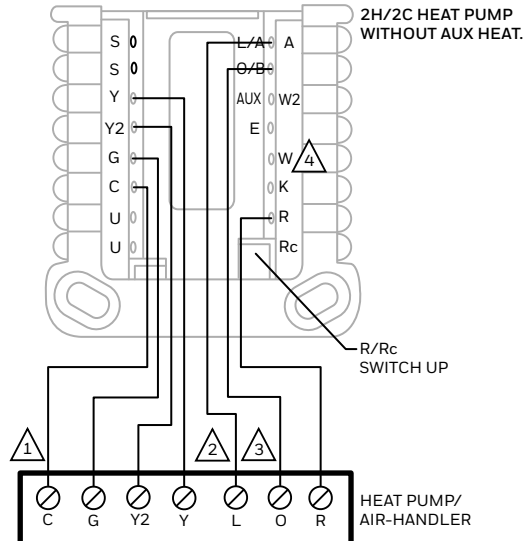 2H/2C HEAT PUMP
WITHOUT AUX HEAT.
S L/A A
S O/B
Y AUX W2
Y2 E
G W 4
C K
U R
U Rc
R/Rc
SWITCH UP
1 2 3
C G Y2 Y L O R
HEAT PUMP/
AIR-HANDLER